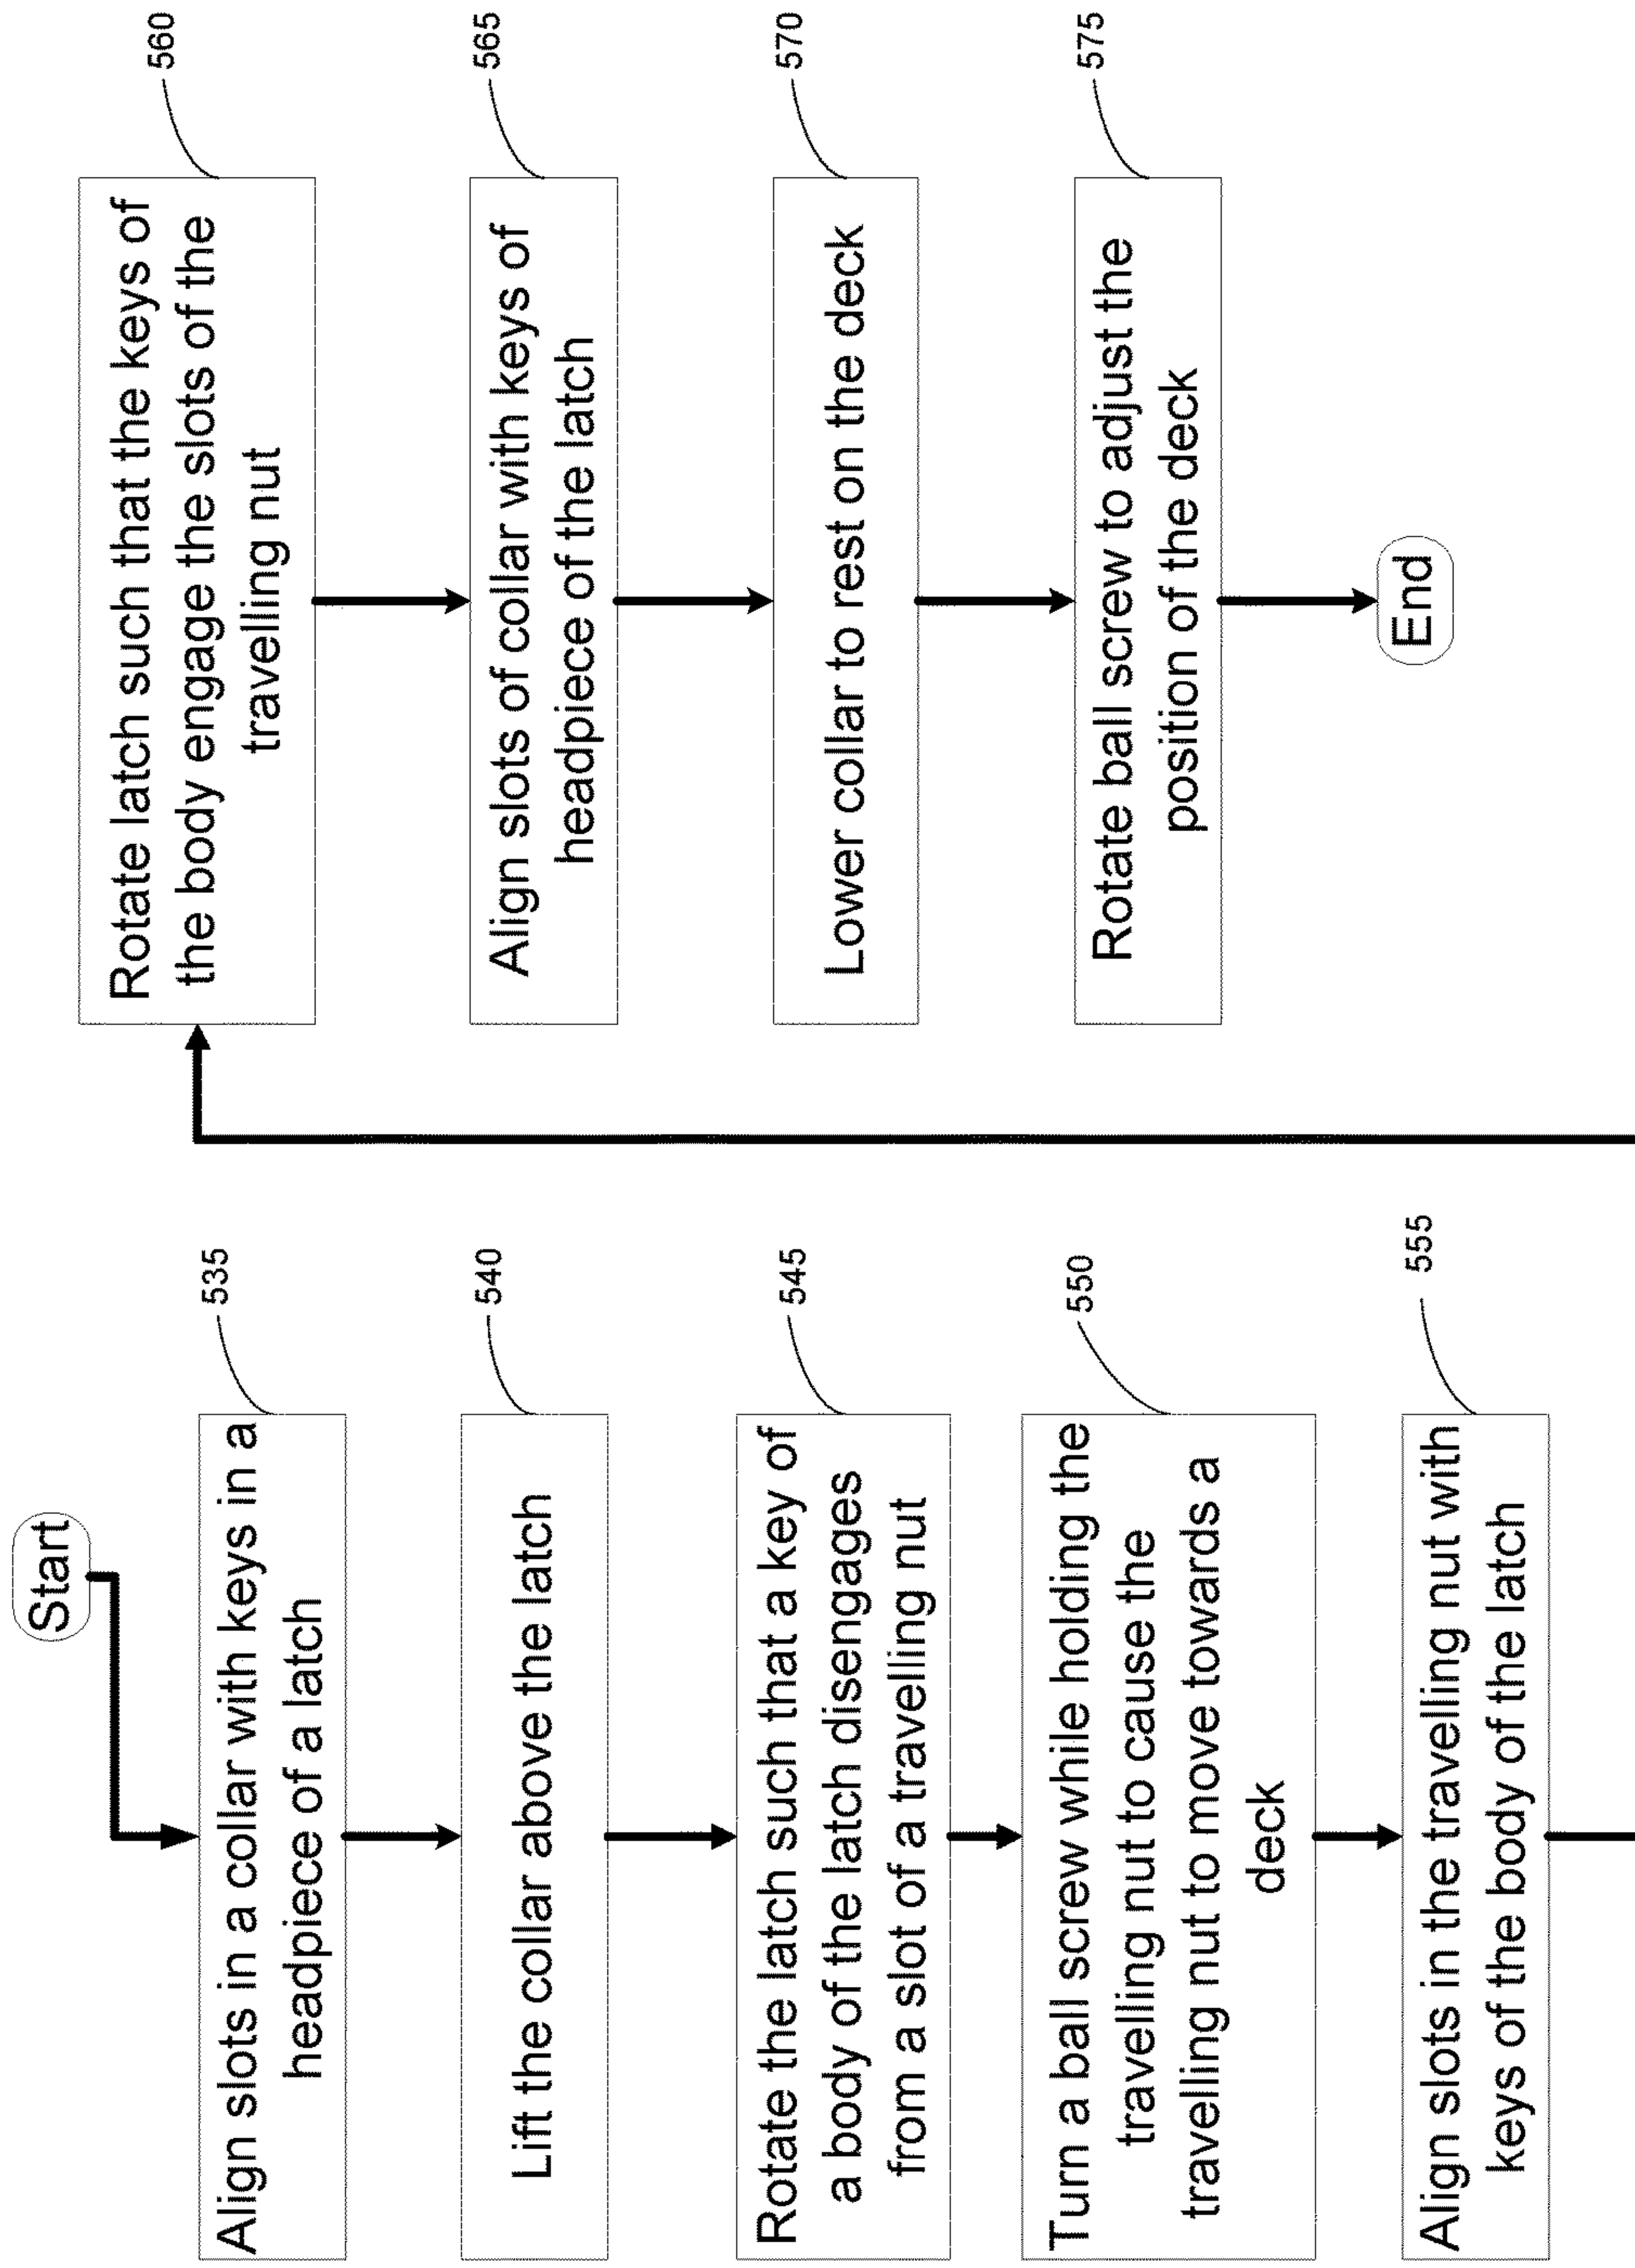 Start
Align slots in a collar with keys in a
headpiece of a latch
535
Lift the collar above the latch
540
Rotate the latch such that a key of
a body of the latch disengages
from a slot of a travelling nut
545
Turn a ball screw while holding the
travelling nut to cause the
travelling nut to move towards a
deck
550
Align slots in the travelling nut with
keys of the body of the latch
555
Rotate latch such that the keys of
the body engage the slots of the
travelling nut
560
Align slots of collar with keys of
headpiece of the latch
565
Lower collar to rest on the deck
570
Rotate ball screw to adjust the
position of the deck
575
End